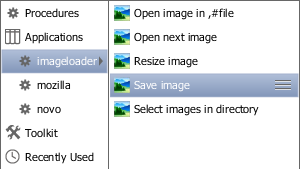 Procedures
Applications
imageloader
mozilla
novo
Toolkit
Recently Used
Open image in ,#file
Open next image
Resize image
Save image
Select images in directory